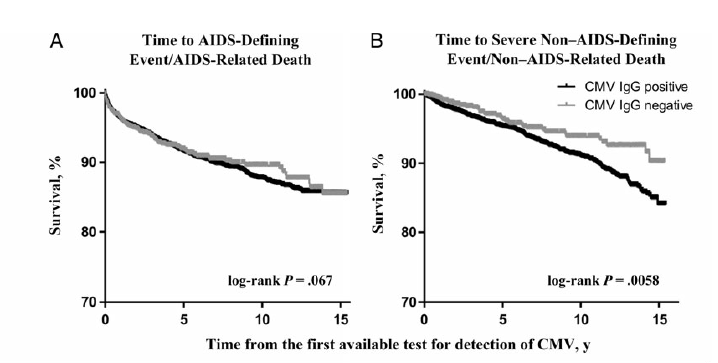 A
Time to AIDS-Defining
Event/AIDS-Related Death
B
Time to Severe Non–AIDS-Defining
Event/Non–AIDS-Related Death
CMV IgG positive
CMV IgG negative
Survival, %
100
90
80
70
0
5
10
15
log-rank P = .067
Survival, %
100
90
80
70
0
5
10
15
log-rank P = .0058
Time from the first available test for detection of CMV, y